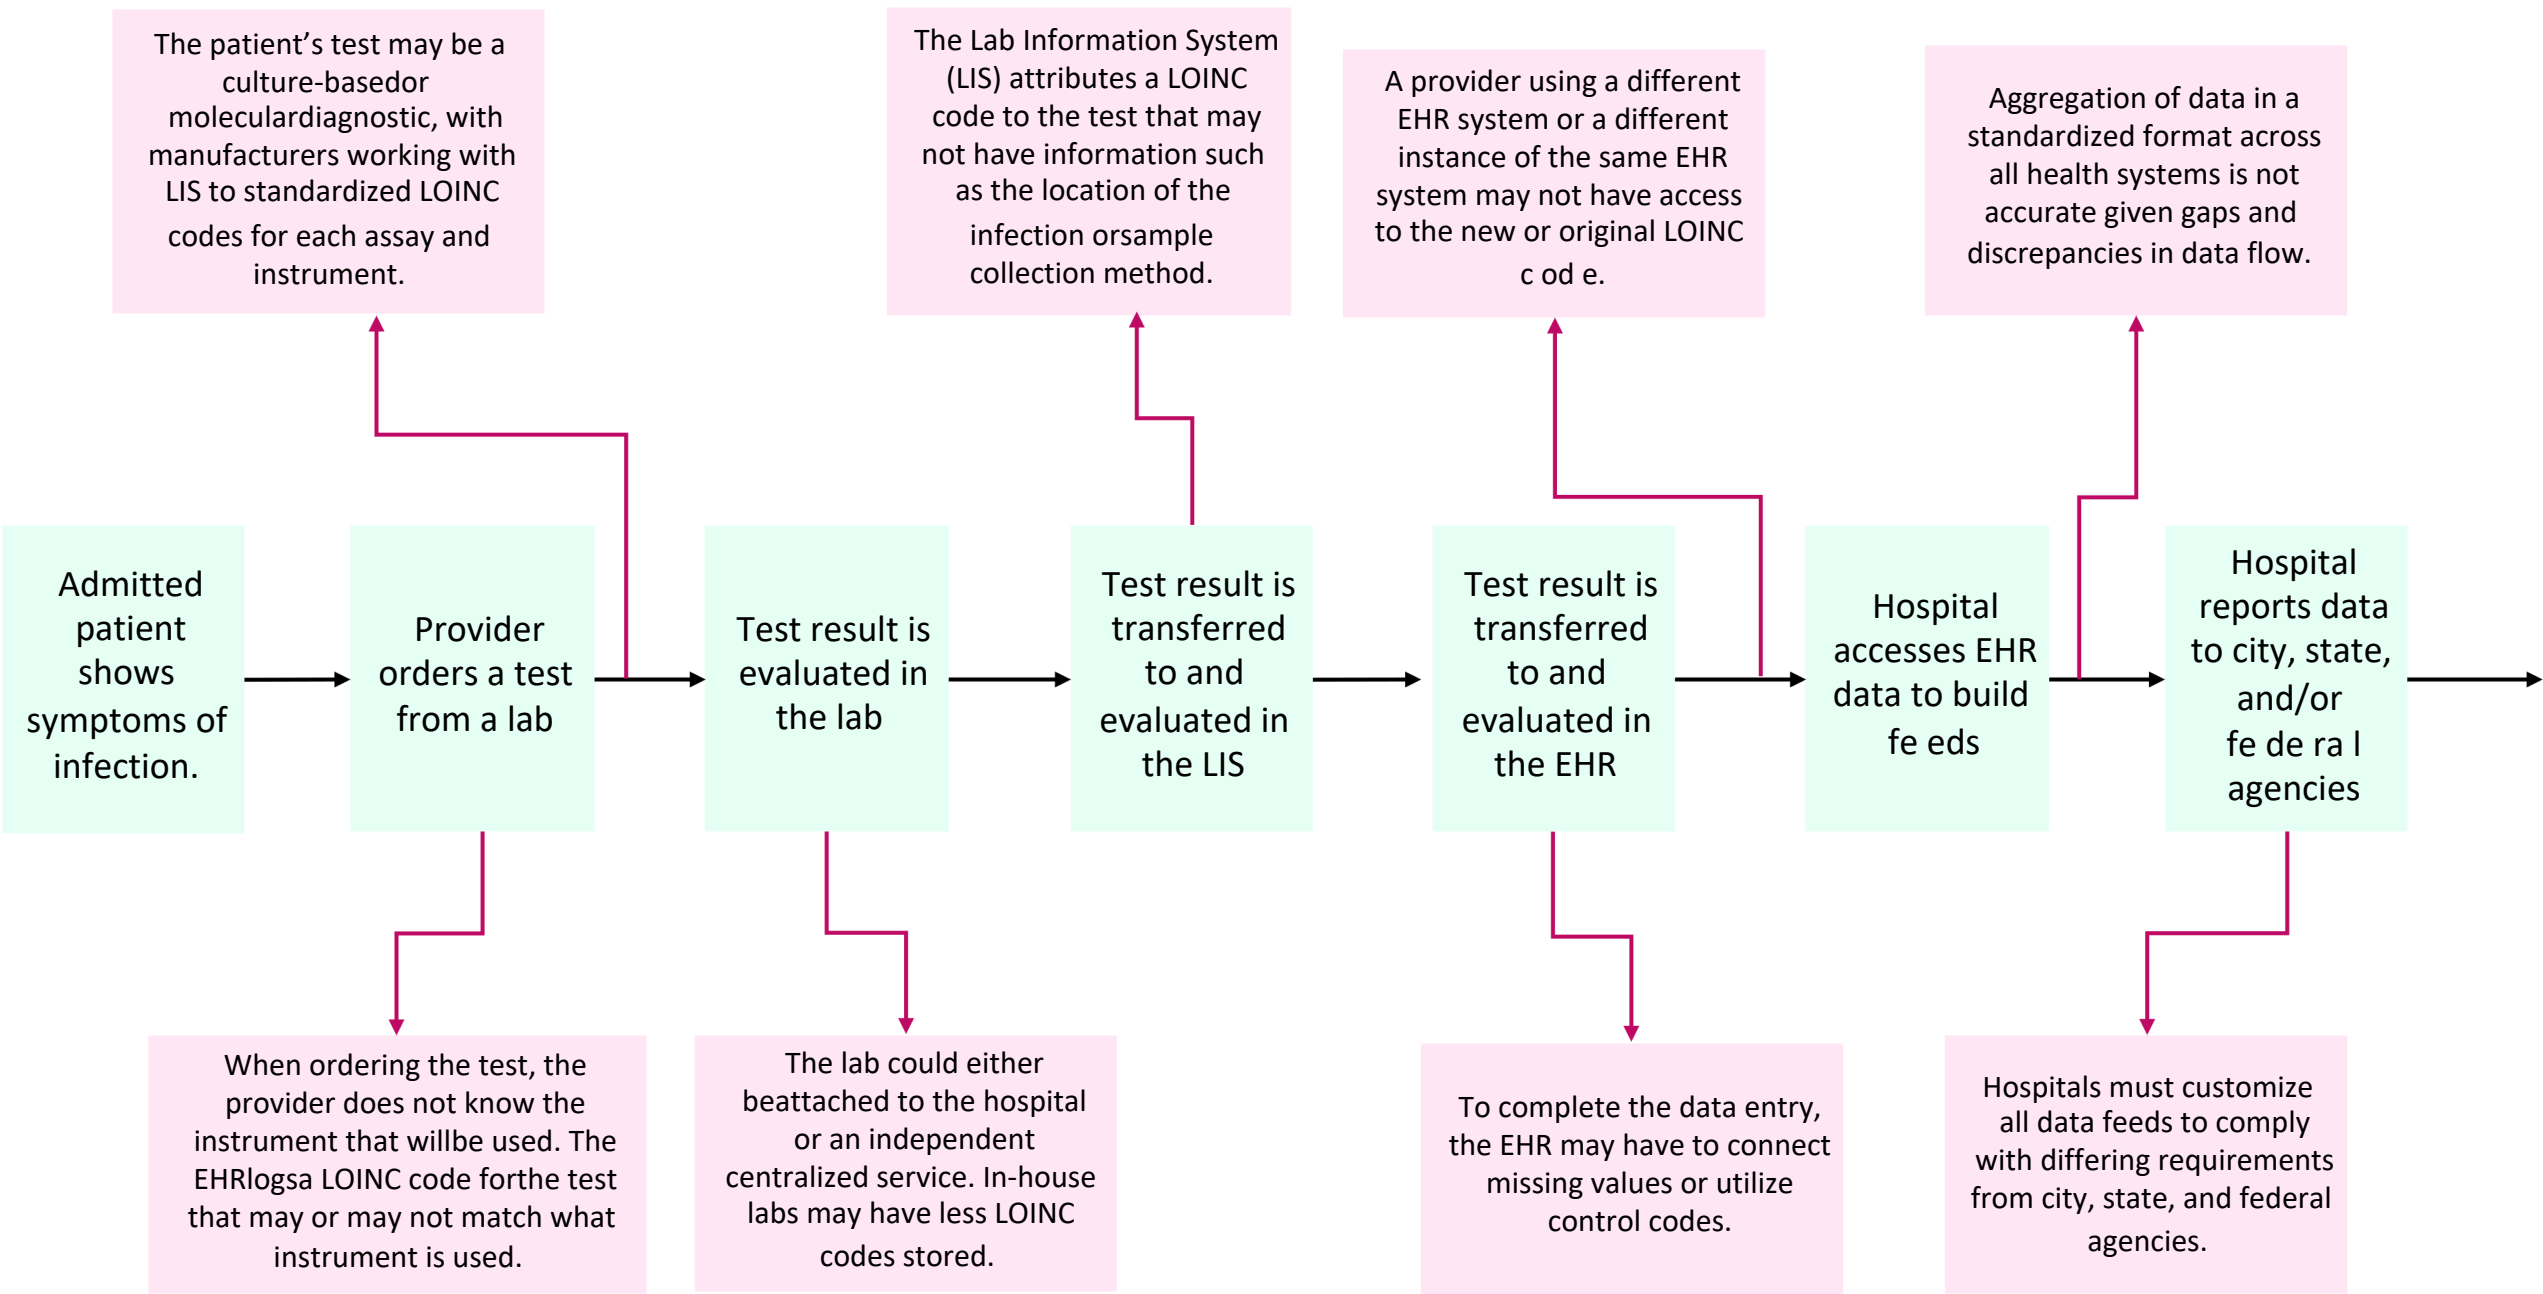 The patient’s test may be a
culture-basedor
moleculardiagnostic, with
manufacturers working with
LIS to standardized LOINC
codes for each assay and
instrument.
The Lab Information System
(LIS) attributes a LOINC
code to the test that may
not have information such
as the location of the
infection orsample
collection method.
A provider using a different
EHR system or a different
instance of the same EHR
system may not have access
to the new or original LOINC
c od e.
Aggregation of data in a
standardized format across
all health systems is not
accurate given gaps and
discrepancies in data flow.
Admitted
patient
shows
symptoms of
infection.
Provider
orders a test
from a lab
Test result is
evaluated in
the lab
Test result is
transferred
to and
evaluated in
the LIS
Test result is
transferred
to and
evaluated in
the EHR
Hospital
accesses EHR
data to build
fe eds
Hospital
reports data
to city, state,
and/or
fe de ra l
agencies
When ordering the test, the
provider does not know the
instrument that willbe used. The
EHRlogsa LOINC code forthe test
that may or may not match what
instrument is used.
The lab could either
beattached to the hospital
or an independent
centralized service. In-house
labs may have less LOINC
codes stored.
To complete the data entry,
the EHR may have to connect
missing values or utilize
control codes.
Hospitals must customize
all data feeds to comply
with differing requirements
from city, state, and federal
agencies.